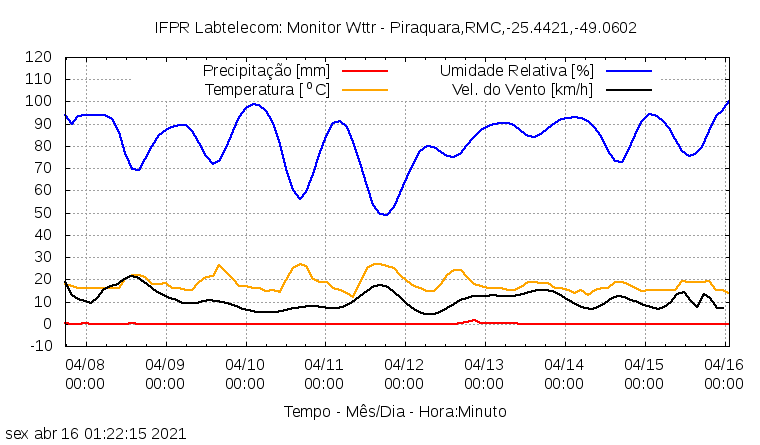 IFPR Labtelecom: Monitor Wttr - Piraquara,RMC,-25.4421,-49.0602
Precipitação [mm]
Temperatura [ ⁰C]
Umidade Relativa [%]
Vel. do Vento [km/h]
120
110
100
90
80
70
60
50
40
30
20
10
0
-10
04/08 04/09 04/10 04/11 04/12 04/13 04/14 04/15 04/16
00:00 00:00 00:00 00:00 00:00 00:00 00:00 00:00 00:00
Tempo - Mês/Dia - Hora:Minuto
sex abr 16 01:22:15 2021